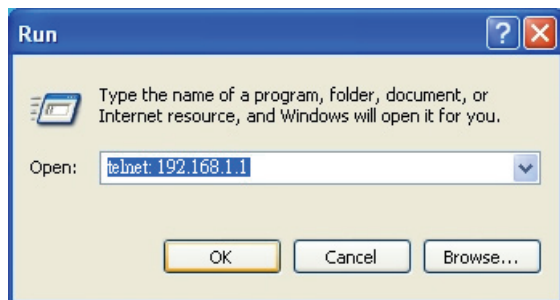 Run
Type the name of a program, folder, document, or
Internet resource, and Windows will open it for you.
Open: telnet: 192.168.1.1
OK Cancel Browse...